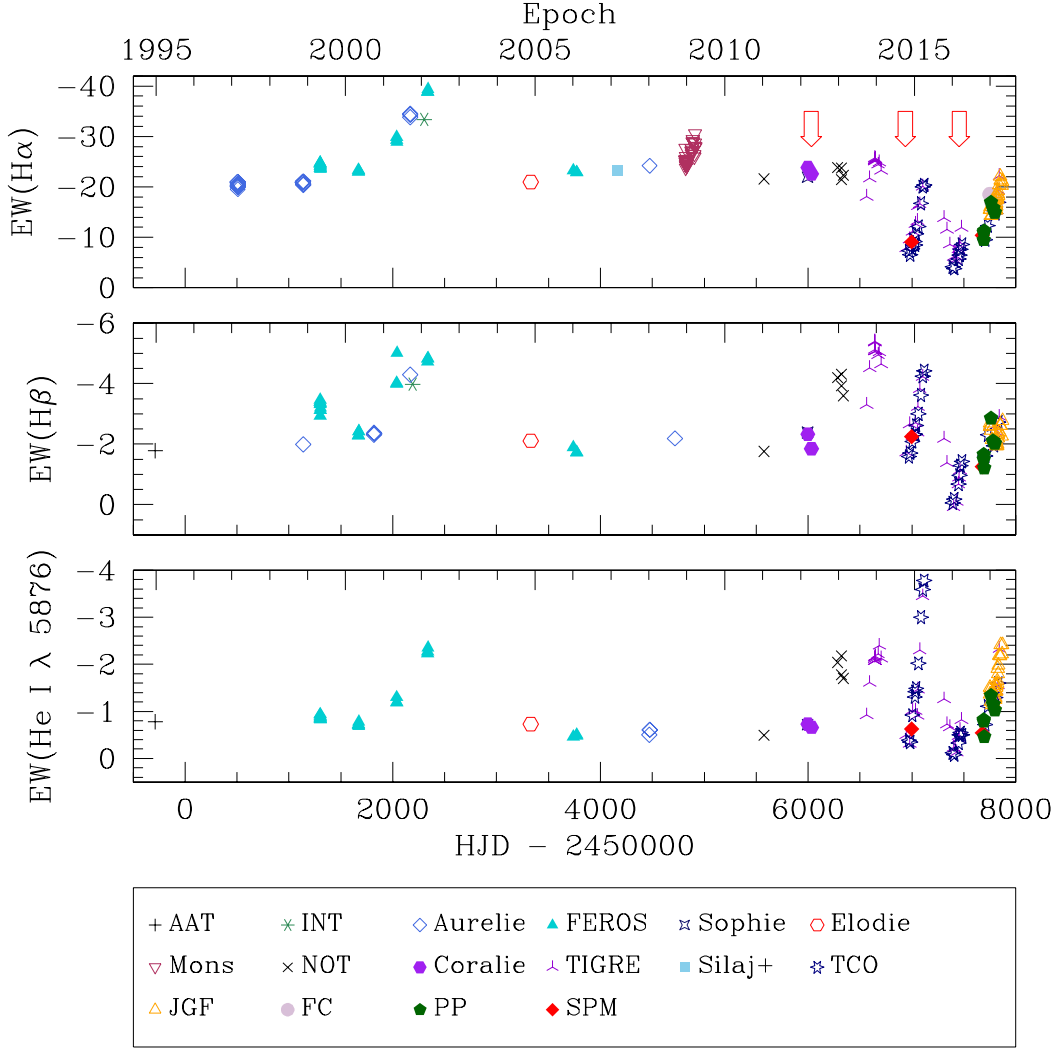 Epoch
1995 2000 2005 2010 2015
EW(Hα)
−40
−30
−20
−10
0
EW(Hβ)
−6
−4
−2
0
EW(He I λ 5876)
−4
−3
−2
−1
0
0 2000 4000 6000 8000
HJD − 2450000
AAT INT Aurelie FEROS Sophie Elodie
Mons NOT Coralie TIGRE Silaj+ TCO
JGF FC PP SPM